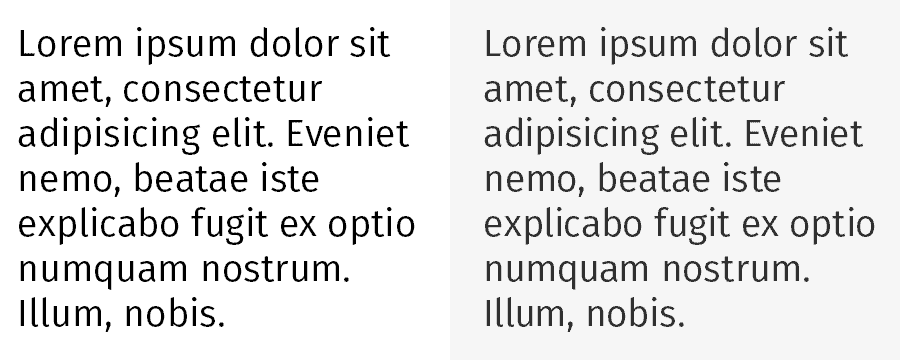 Lorem ipsum dolor sit
amet, consectetur
adipisicing elit. Eveniet
nemo, beatae iste
explicabo fugit ex optio
numquam nostrum.
Illum, nobis.
Lorem ipsum dolor sit
amet, consectetur
adipisicing elit. Eveniet
nemo, beatae iste
explicabo fugit ex optio
numquam nostrum.
Illum, nobis.